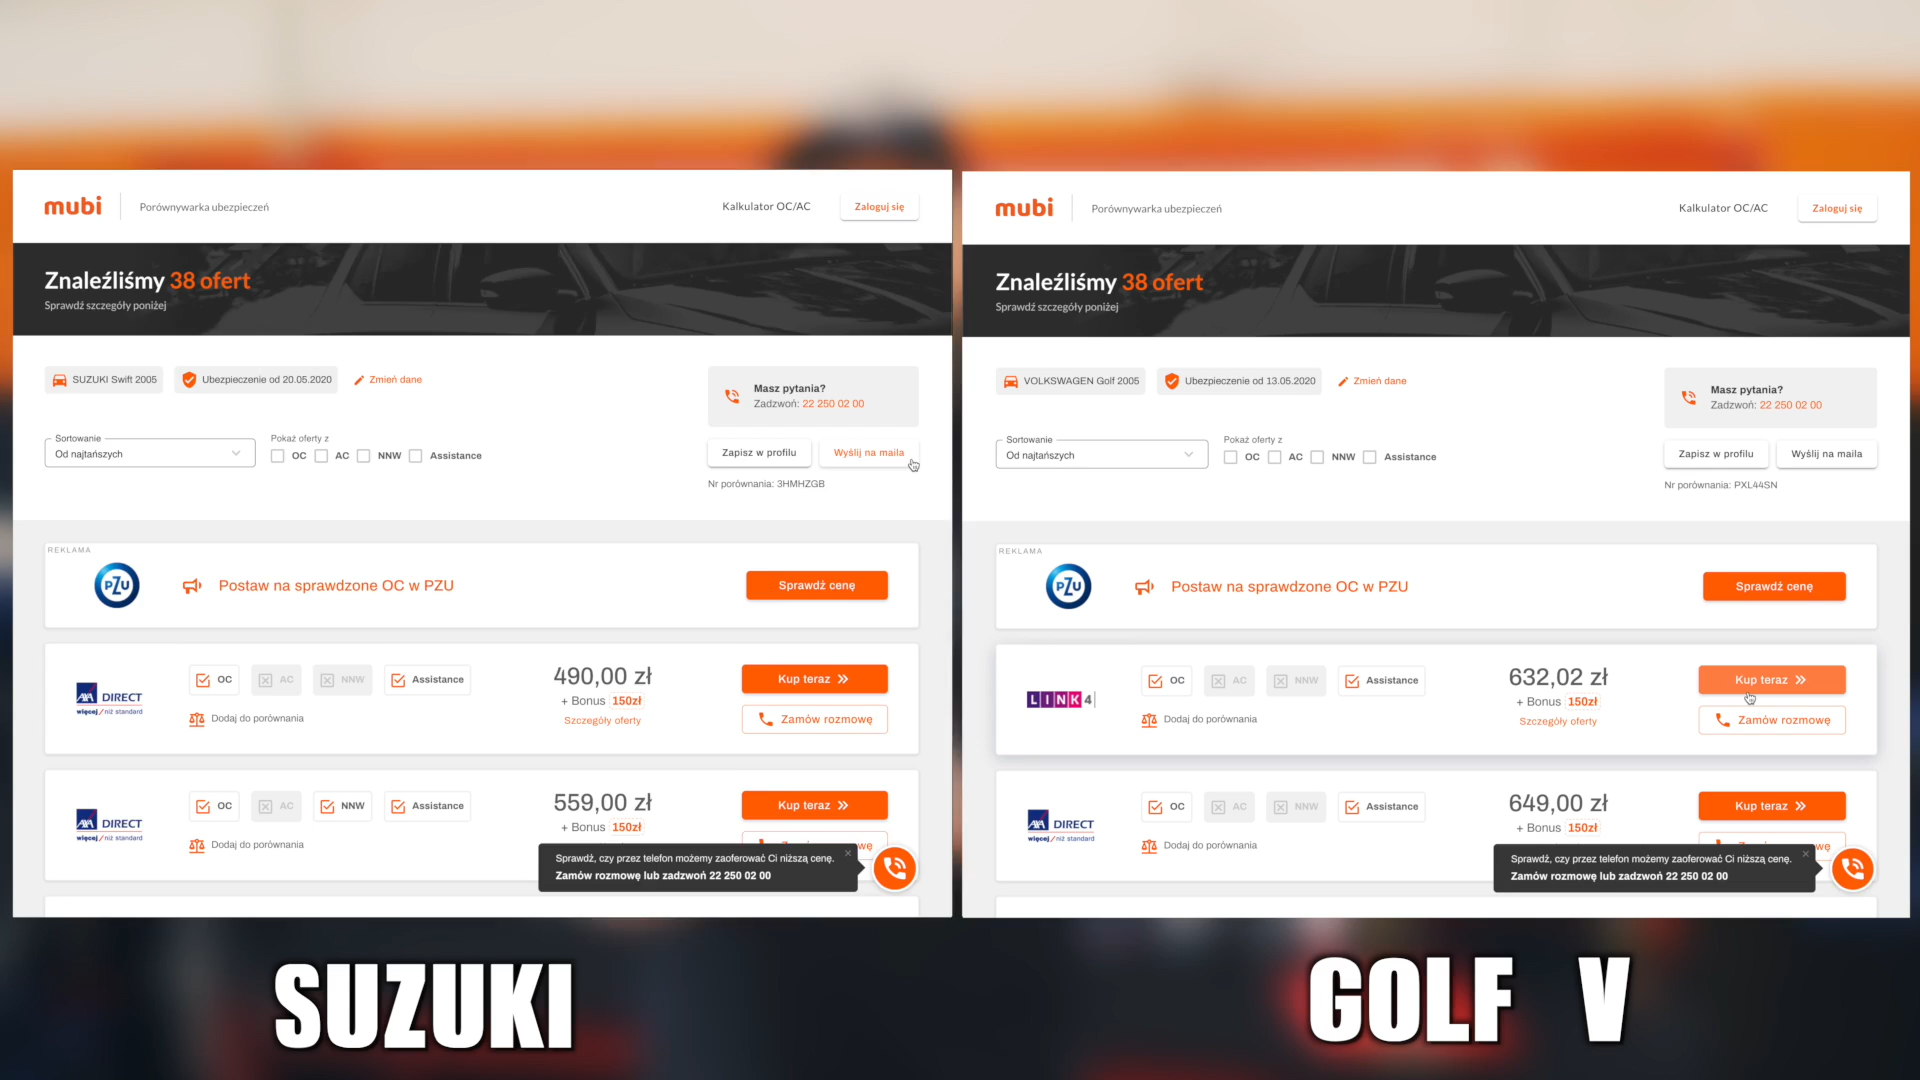 mubi
Porównywarka ubezpieczeń
Kalkulator OC/AC
Zaloguj się
Znaleźliśmy 38 ofert
Sprawdź szczegóły poniżej
SUZUKI Swift 2005
Ubezpieczenie od 20.05.2020
Zmień dane
Masz pytania?
Zadzwoń: 22 250 02 00
Sortowanie
Od najtańszych
Pokaż oferty z
OC AC NNW Assistance
Zapisz w profilu
Wyślij na maila
Nr porównania: 3HMHZGB
REKLAMA
PZU
Postaw na sprawdzone OC w PZU
Sprawdź cenę
AXA DIRECT
więcej/niż standard
OC AC NNW Assistance
Dodaj do porównania
490,00 zł
+ Bonus 150zł
Szczegóły oferty
Kup teraz
Zamów rozmowę
AXA DIRECT
więcej/niż standard
OC AC NNW Assistance
Dodaj do porównania
559,00 zł
+ Bonus 150zł
Kup teraz
Sprawdź, czy przez telefon możemy zaoferować Ci niższą cenę.
Zamów rozmowę lub zadzwoń 22 250 02 00
SUZUKI
mubi
Porównywarka ubezpieczeń
Kalkulator OC/AC
Zaloguj się
Znaleźliśmy 38 ofert
Sprawdź szczegóły poniżej
VOLKSWAGEN Golf 2005
Ubezpieczenie od 13.05.2020
Zmień dane
Masz pytania?
Zadzwoń: 22 250 02 00
Sortowanie
Od najtańszych
Pokaż oferty z
OC AC NNW Assistance
Zapisz w profilu
Wyślij na maila
Nr porównania: PXL44SN
REKLAMA
PZU
Postaw na sprawdzone OC w PZU
Sprawdź cenę
LINK4
OC AC NNW Assistance
Dodaj do porównania
632,02 zł
+ Bonus 150zł
Szczegóły oferty
Kup teraz
Zamów rozmowę
AXA DIRECT
więcej/niż standard
OC AC NNW Assistance
Dodaj do porównania
649,00 zł
+ Bonus 150zł
Kup teraz
Sprawdź, czy przez telefon możemy zaoferować Ci niższą cenę.
Zamów rozmowę lub zadzwoń 22 250 02 00
GOLF V